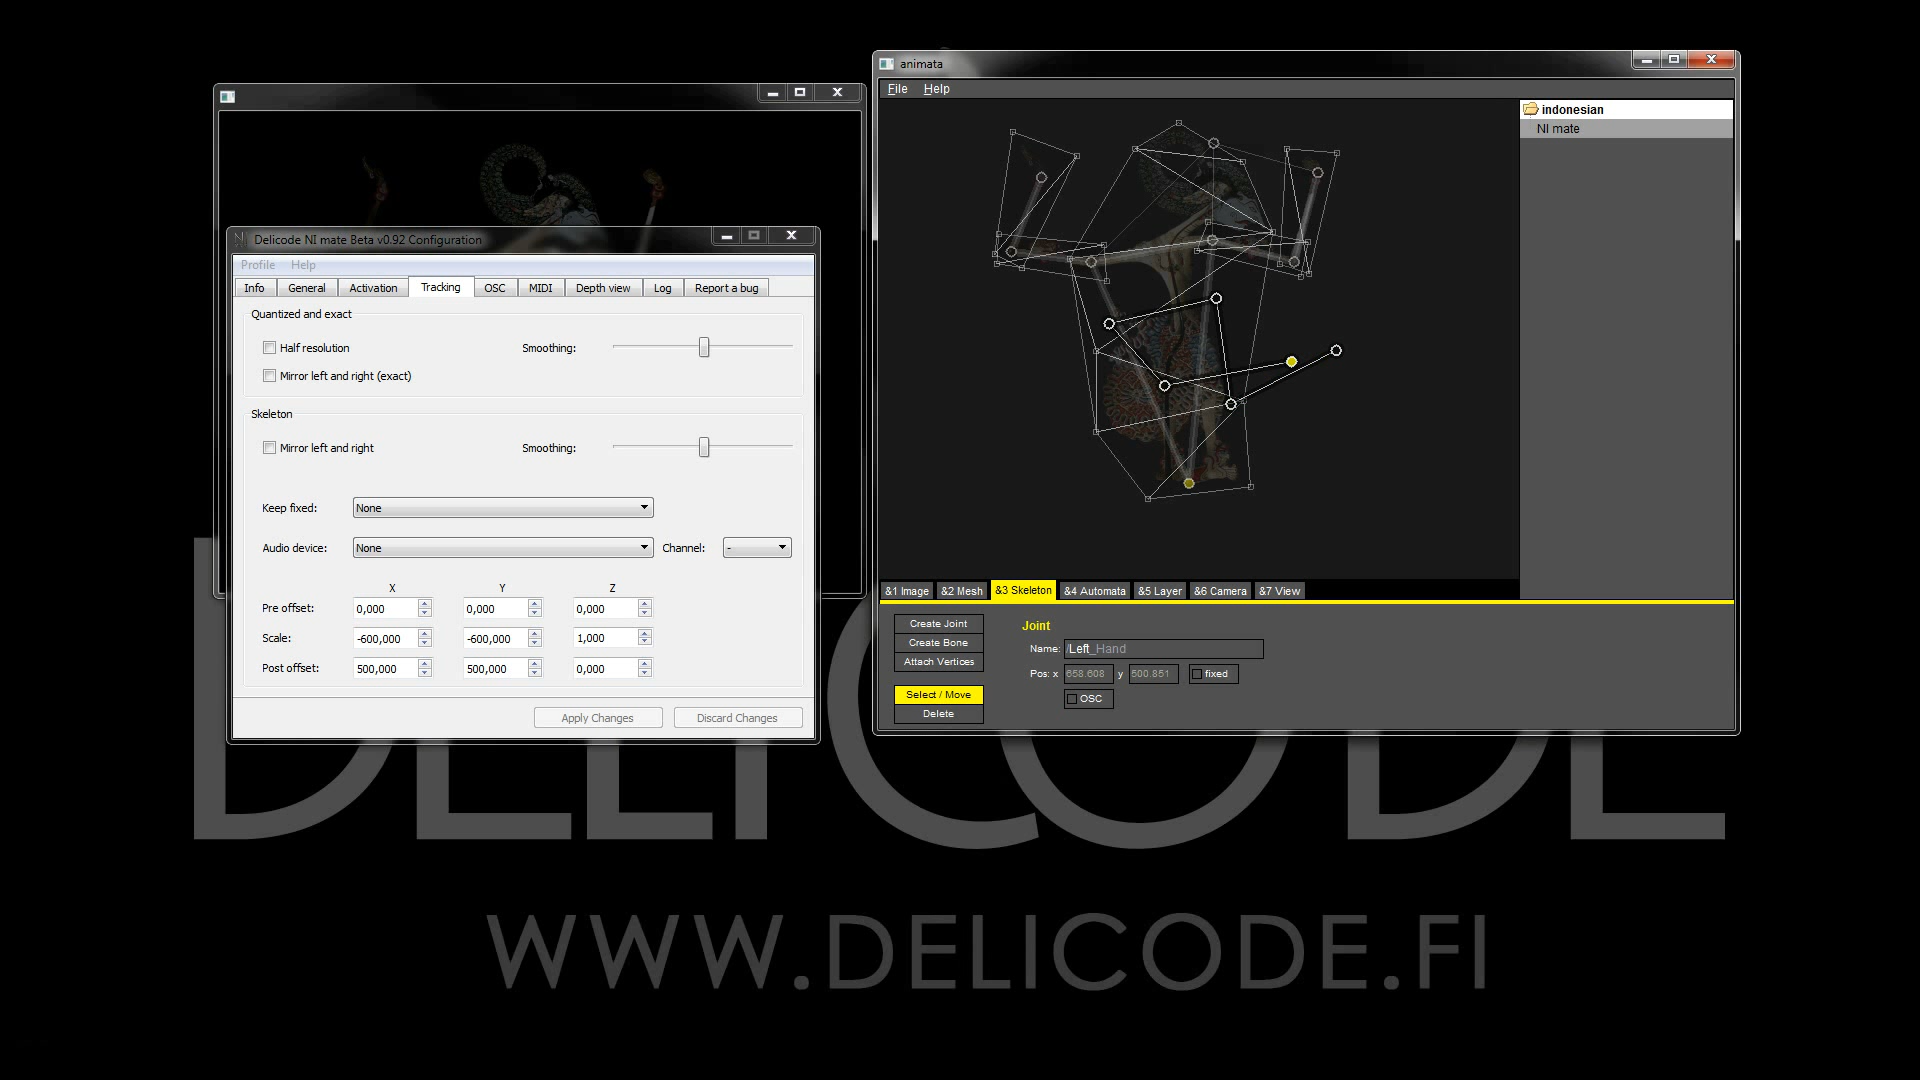 animata
File Help
indonesian
NI mate
Delicode NI mate Beta v0.92 Configuration
Profile Help
Info General Activation Tracking OSC MIDI Depth view Log Report a bug
Quantized and exact
Half resolution Smoothing:
Mirror left and right (exact)
Skeleton
Mirror left and right Smoothing:
Keep fixed: None
Audio device: None Channel: -
X Y Z
Pre offset: 0,000 0,000 0,000
Scale: -600,000 -600,000 1,000
Post offset: 500,000 500,000 0,000
Apply Changes Discard Changes
&1 Image &2 Mesh &3 Skeleton &4 Automata &5 Layer &6 Camera &7 View
Create Joint
Create Bone
Attach Vertices
Select / Move
Delete
Joint
Name: /Left_Hand
Pos: x 658.608 y 500.851 fixed
OSC
DELICODE
WWW.DELICODE.FI